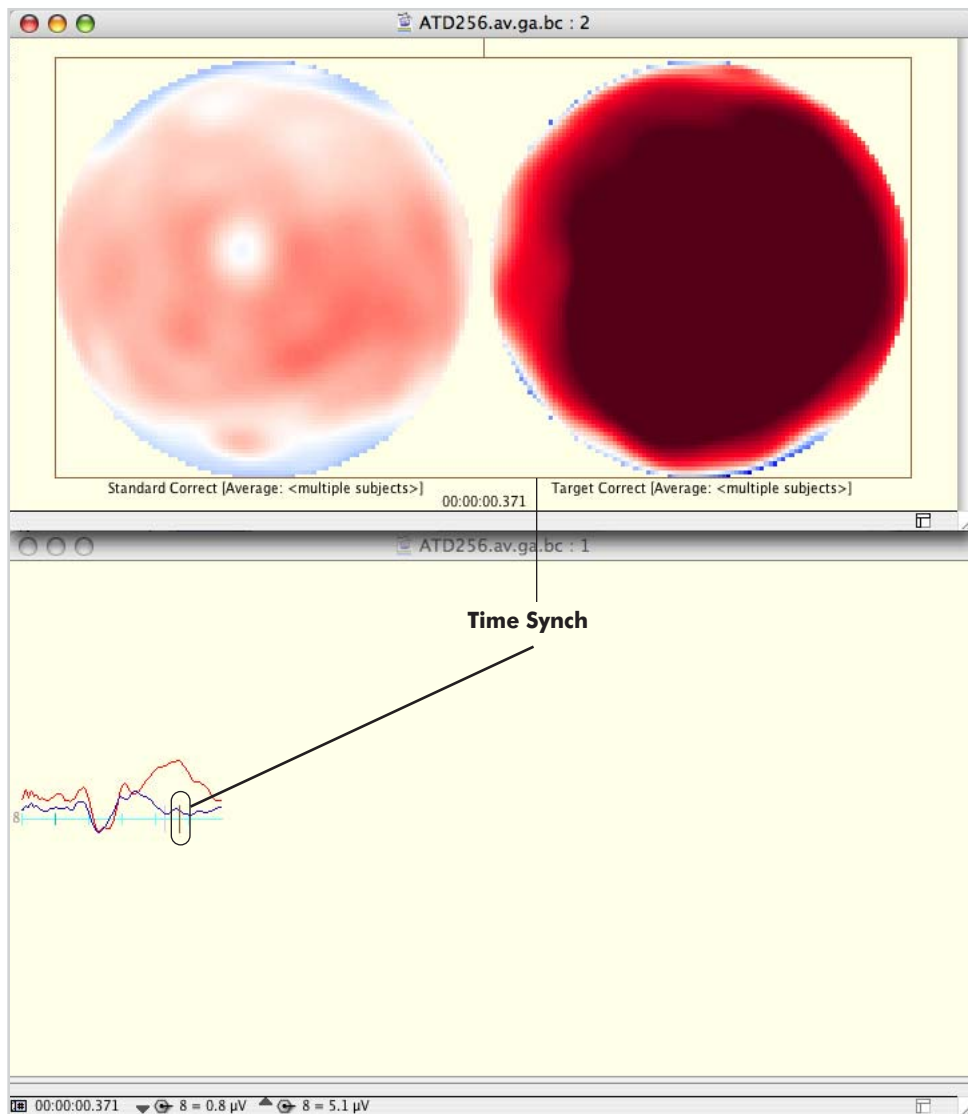 ATD256.av.ga.bc : 2
Standard Correct [Average: <multiple subjects>]
Target Correct [Average: <multiple subjects>]
00:00:00.371
ATD256.av.ga.bc : 1
Time Synch
8
00:00:00.371 8 = 0.8 µV 8 = 5.1 µV